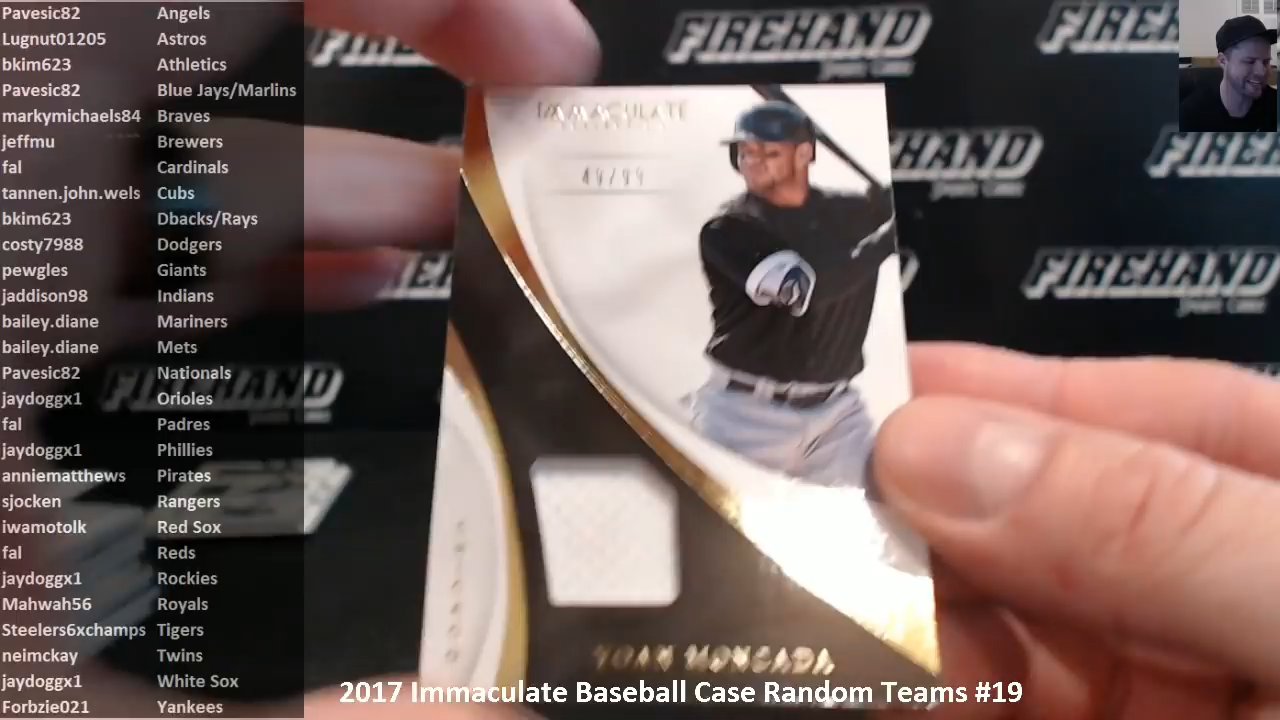 Pavesic82 Angels
Lugnut01205 Astros
bkim623 Athletics
Pavesic82 Blue Jays/Marlins
markymichaels84 Braves
jeffmu Brewers
fal Cardinals
tannen.john.wels Cubs
bkim623 Dbacks/Rays
costy7988 Dodgers
pewgles Giants
jaddison98 Indians
bailey.diane Mariners
bailey.diane Mets
Pavesic82 Nationals
jaydoggx1 Orioles
fal Padres
jaydoggx1 Phillies
anniematthews Pirates
sjocken Rangers
iwamotolk Red Sox
fal Reds
jaydoggx1 Rockies
Mahwah56 Royals
Steelers6xchamps Tigers
neimckay Twins
jaydoggx1 White Sox
Forbzie021 Yankees
FIREHAND
FIREHAND
FIREHAND
FIREHAND
IMMACULATE
49/99
CHICAGO
YOAN MONCADA
2017 Immaculate Baseball Case Random Teams #19